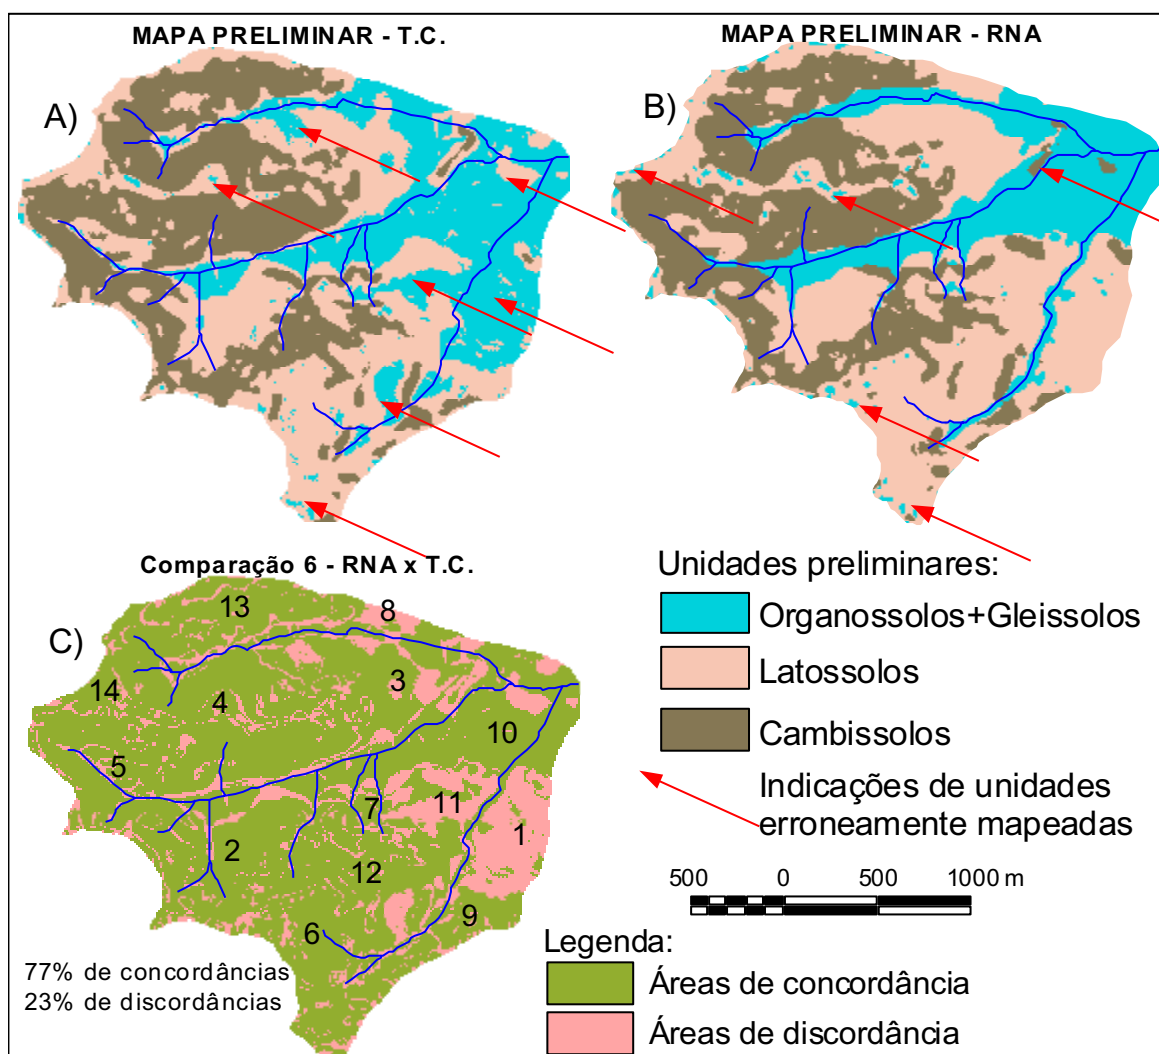 MAPA PRELIMINAR - T.C.
MAPA PRELIMINAR - RNA
A)
B)
Comparação 6 - RNA x T.C.
C)
13
8
14
4
3
5
10
7
11
1
2
12
6
9
77% de concordâncias
23% de discordâncias
Unidades preliminares:
Organossolos+Gleissolos
Latossolos
Cambissolos
Indicações de unidades
erroneamente mapeadas
500 0 500 1000 m
Legenda:
Áreas de concordância
Áreas de discordância